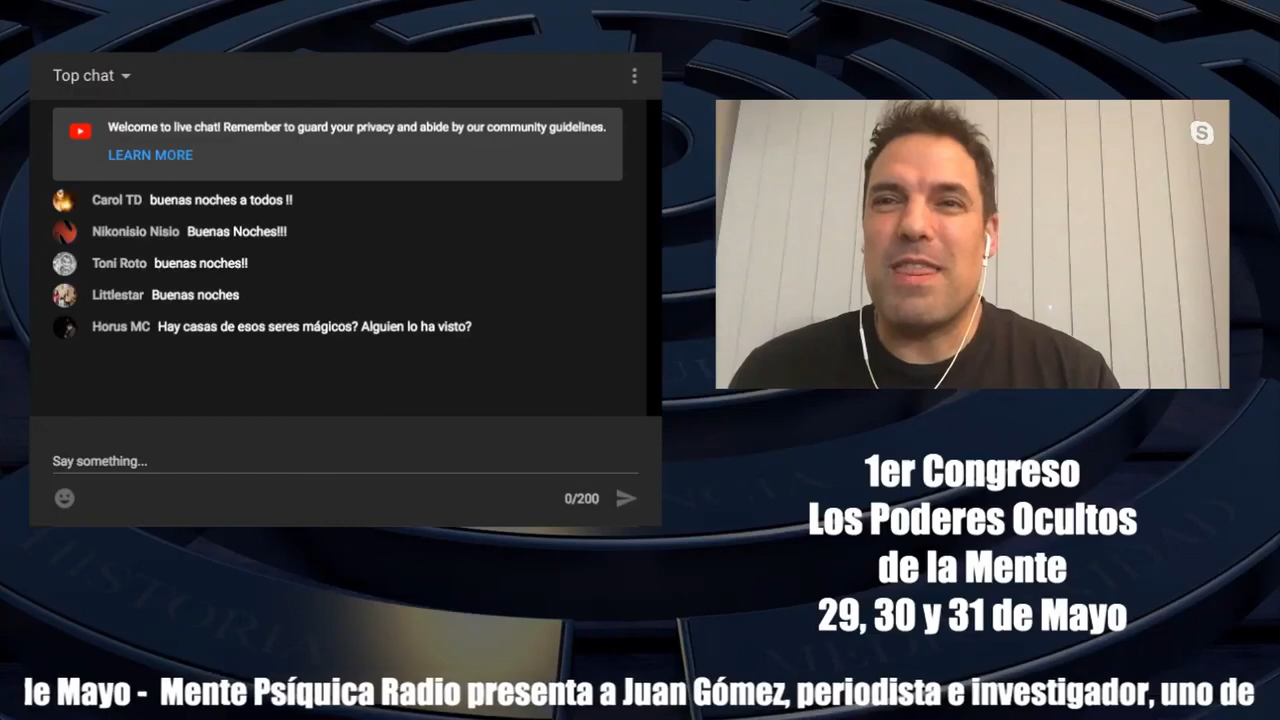 Top chat
Welcome to live chat! Remember to guard your privacy and abide by our community guidelines.
LEARN MORE
Carol TD buenas noches a todos !!
Nikonisio Nisio Buenas Noches!!!
Toni Roto buenas noches!!
Littlestar Buenas noches
Horus MC Hay casas de esos seres mágicos? Alguien lo ha visto?
Say something...
0/200
S
1er Congreso
Los Poderes Ocultos
de la Mente
29, 30 y 31 de Mayo
HISTORIA
le Mayo - Mente Psíquica Radio presenta a Juan Gómez, periodista e investigador, uno de